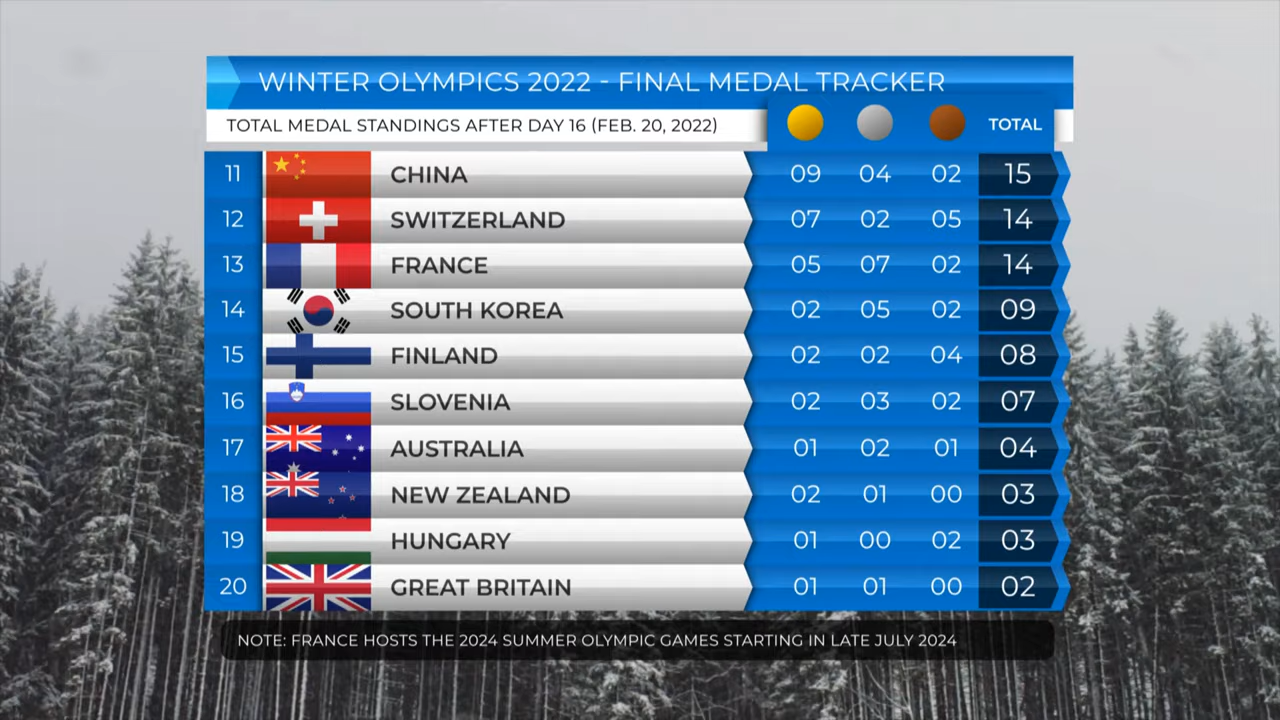 WINTER OLYMPICS 2022 - FINAL MEDAL TRACKER
TOTAL MEDAL STANDINGS AFTER DAY 16 (FEB. 20, 2022) TOTAL
11 CHINA 09 04 02 15
12 SWITZERLAND 07 02 05 14
13 FRANCE 05 07 02 14
14 SOUTH KOREA 02 05 02 09
15 FINLAND 02 02 04 08
16 SLOVENIA 02 03 02 07
17 AUSTRALIA 01 02 01 04
18 NEW ZEALAND 02 01 00 03
19 HUNGARY 01 00 02 03
20 GREAT BRITAIN 01 01 00 02
NOTE: FRANCE HOSTS THE 2024 SUMMER OLYMPIC GAMES STARTING IN LATE JULY 2024